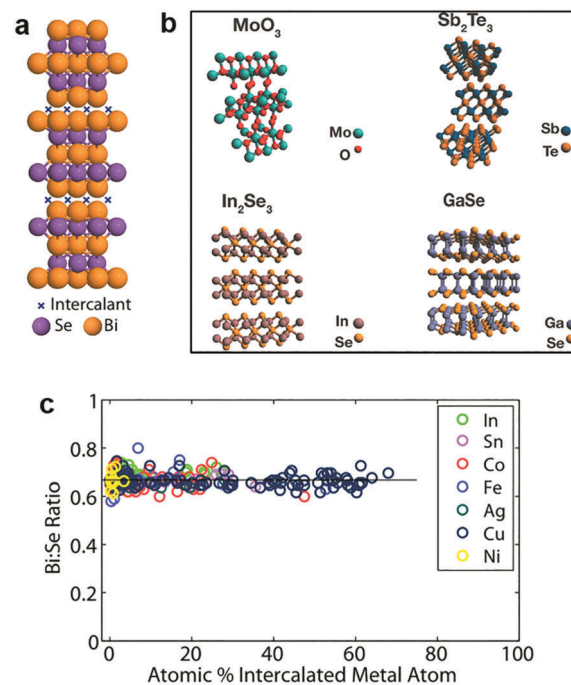 a
× Intercalant
Se Bi
b
MoO₃
Sb₂Te₃
Mo
O
Sb
Te
In₂Se₃
GaSe
In
Se
Ga
Se
c
Bi:Se Ratio
1
0.8
0.6
0.4
0.2
0
0 20 40 60 80 100
Atomic % Intercalated Metal Atom
In
Sn
Co
Fe
Ag
Cu
Ni